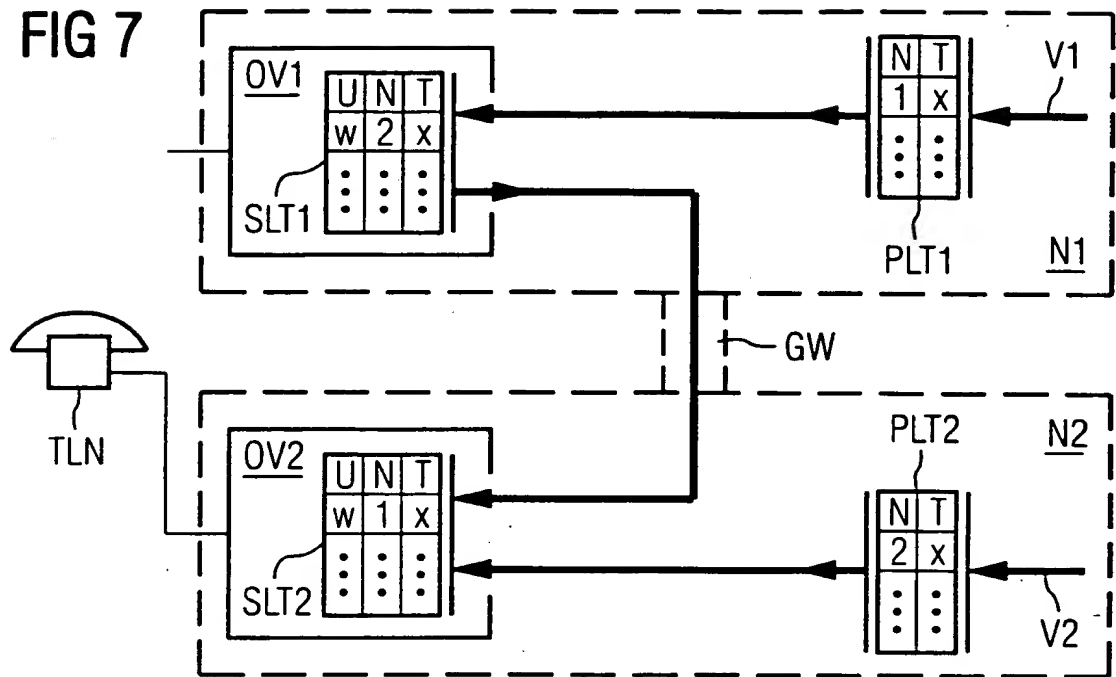 FIG 7
OV1
U N T
w 2 x
SLT1
N T
1 x
V1
PLT1
N1
GW
TLN
OV2
U N T
w 1 x
SLT2
PLT2
N2
N T
2 x
V2